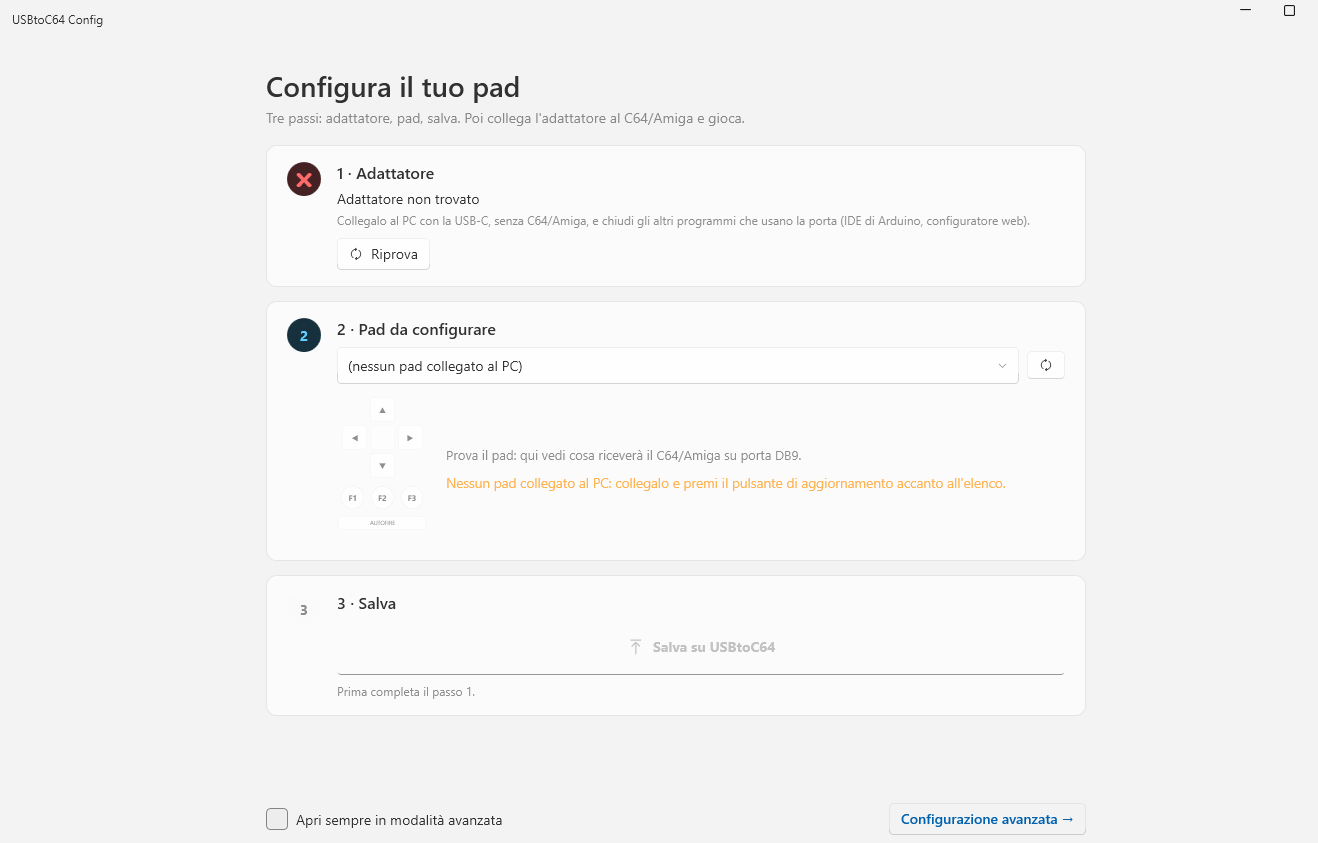 USBtoC64 Config
Configura il tuo pad
Tre passi: adattatore, pad, salva. Poi collega l'adattatore al C64/Amiga e gioca.
1 · Adattatore
Adattatore non trovato
Collegalo al PC con la USB-C, senza C64/Amiga, e chiudi gli altri programmi che usano la porta (IDE di Arduino, configuratore web).
Riprova
2
2 · Pad da configurare
(nessun pad collegato al PC)
Prova il pad: qui vedi cosa riceverà il C64/Amiga su porta DB9.
Nessun pad collegato al PC: collegalo e premi il pulsante di aggiornamento accanto all'elenco.
F1 F2 F3
AUTOFIRE
3
3 · Salva
Salva su USBtoC64
Prima completa il passo 1.
Apri sempre in modalità avanzata
Configurazione avanzata →